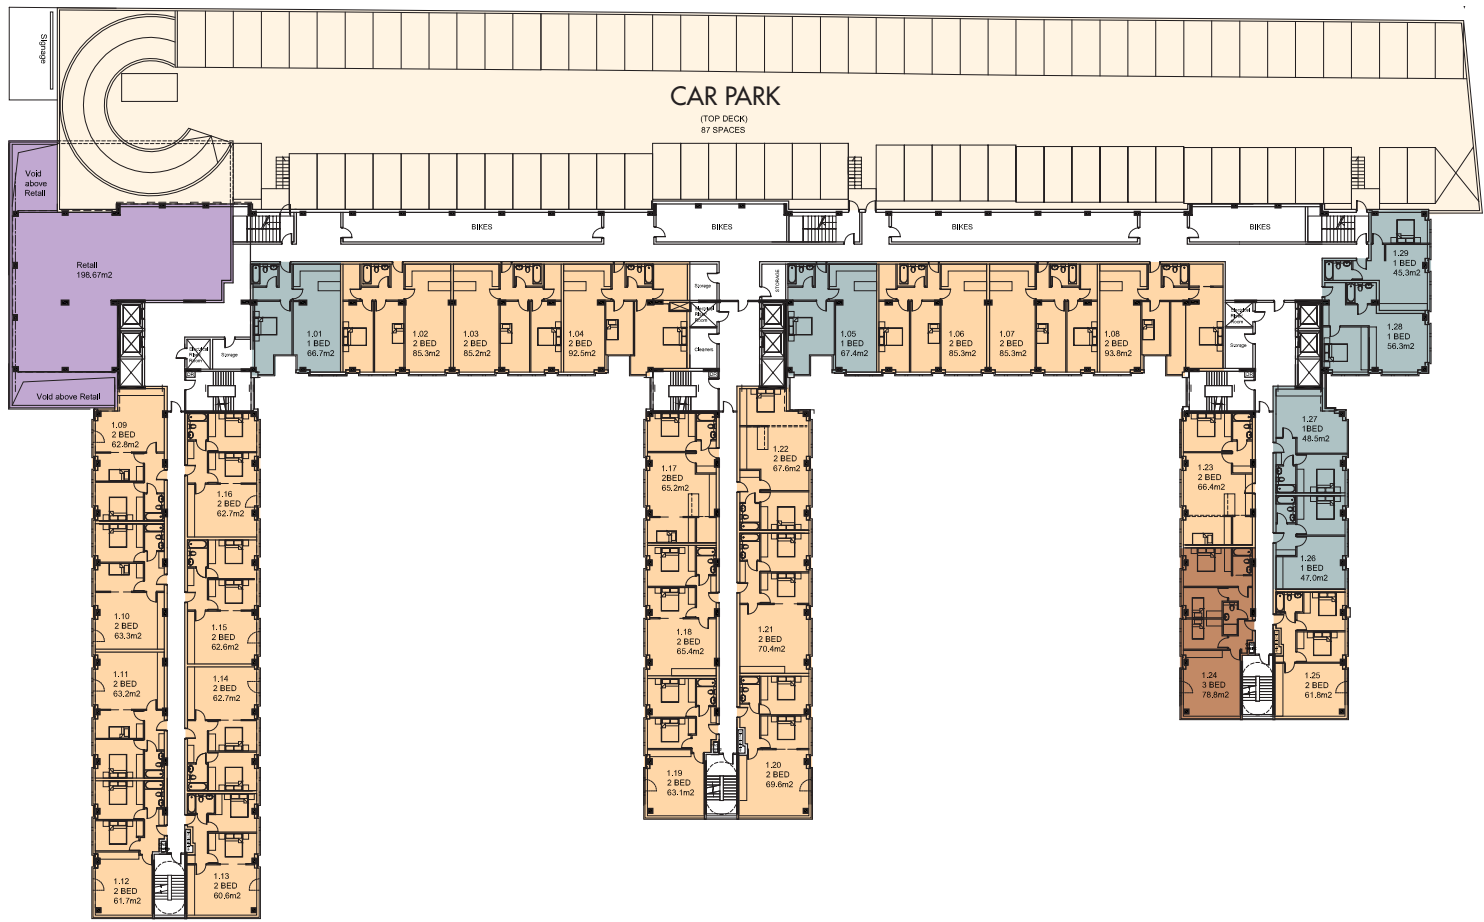 Signage
CAR PARK
(TOP DECK)
87 SPACES
Void
above
Retail
Retail
198.67m2
Void above Retail
BIKES
BIKES
BIKES
BIKES
Storage
Storage
Cleaners
STORAGE
Storage
1.01
1 BED
66.7m2
1.02
2 BED
85.3m2
1.03
2 BED
85.2m2
1.04
2 BED
92.5m2
1.05
1 BED
67.4m2
1.06
2 BED
85.3m2
1.07
2 BED
85.3m2
1.08
2 BED
93.8m2
1.29
1 BED
45.3m2
1.28
1 BED
56.3m2
1.09
2 BED
62.8m2
1.16
2 BED
62.7m2
1.10
2 BED
63.3m2
1.15
2 BED
62.6m2
1.11
2 BED
63.2m2
1.14
2 BED
62.7m2
1.12
2 BED
61.7m2
1.13
2 BED
60.6m2
1.17
2BED
65.2m2
1.22
2 BED
67.6m2
1.18
2 BED
65.4m2
1.21
2 BED
70.4m2
1.19
2 BED
63.1m2
1.20
2 BED
69.6m2
1.23
2 BED
66.4m2
1.27
1BED
48.5m2
1.26
1 BED
47.0m2
1.24
3 BED
78.8m2
1.25
2 BED
61.8m2